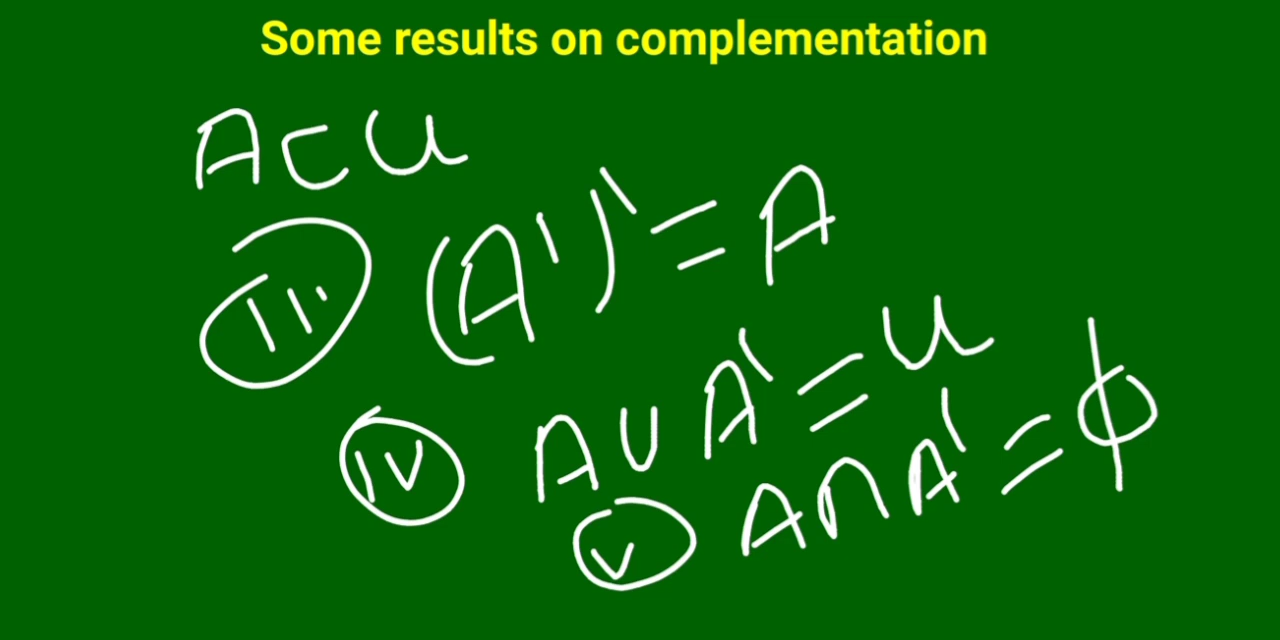 Some results on complementation
A⊂U
III (A')' = A
IV A∪A' = U
V A∩A' = ϕ